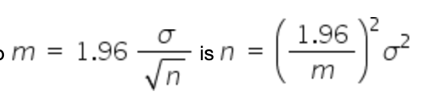 m = 1.96 σ/√n is n = (1.96/m)² σ²